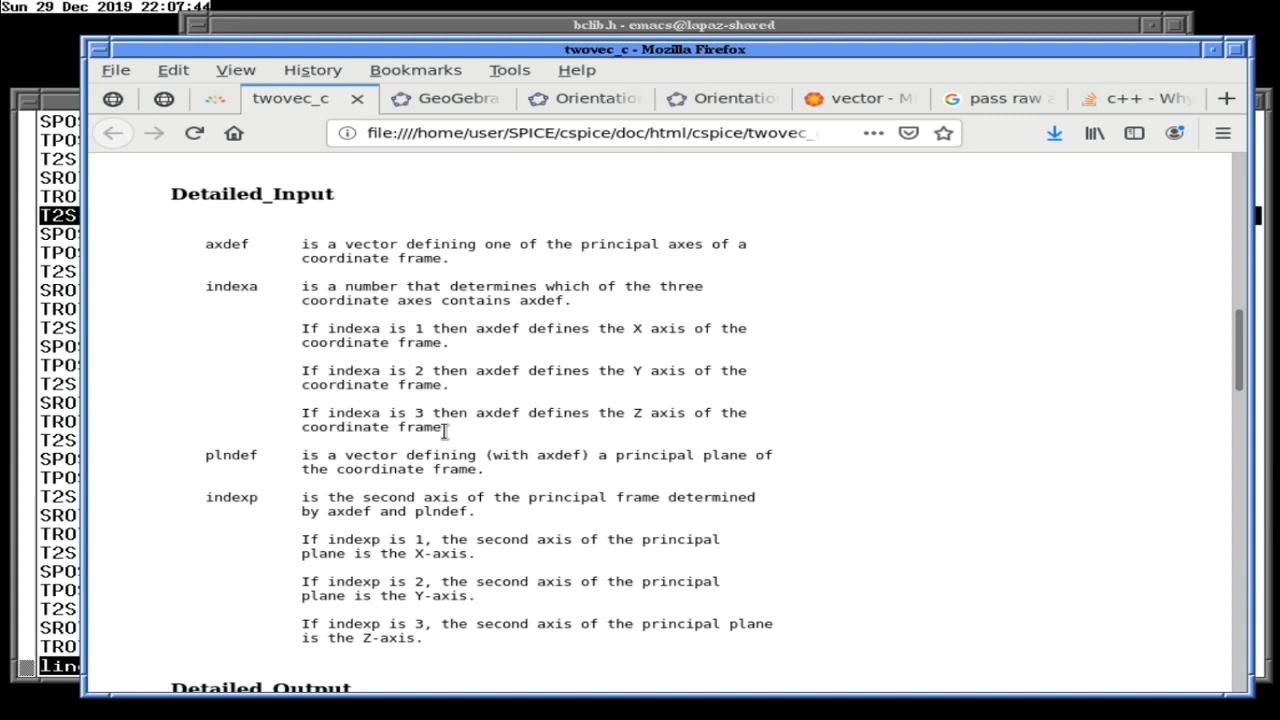 Sun 29 Dec 2019 22:07:44
bclib.h - emacs@lapaz-shared
twovec_c - Mozilla Firefox
File Edit View History Bookmarks Tools Help
twovec_c GeoGebra Orientatio Orientatio vector - M pass raw a c++ - Why
file:///home/user/SPICE/cspice/doc/html/cspice/twovec_
Detailed_Input
axdef is a vector defining one of the principal axes of a
coordinate frame.
indexa is a number that determines which of the three
coordinate axes contains axdef.
If indexa is 1 then axdef defines the X axis of the
coordinate frame.
If indexa is 2 then axdef defines the Y axis of the
coordinate frame.
If indexa is 3 then axdef defines the Z axis of the
coordinate frame.
plndef is a vector defining (with axdef) a principal plane of
the coordinate frame.
indexp is the second axis of the principal frame determined
by axdef and plndef.
If indexp is 1, the second axis of the principal
plane is the X-axis.
If indexp is 2, the second axis of the principal
plane is the Y-axis.
If indexp is 3, the second axis of the principal plane
is the Z-axis.
Detailed_Output
SPO
TPO
T2S
SRO
TRO
T2S
SPO
TPO
T2S
SRO
TRO
T2S
SPO
TPO
T2S
SRO
TRO
T2S
SPO
TPO
T2S
SRO
TRO
T2S
SPO
TPO
T2S
SRO
TRO
line